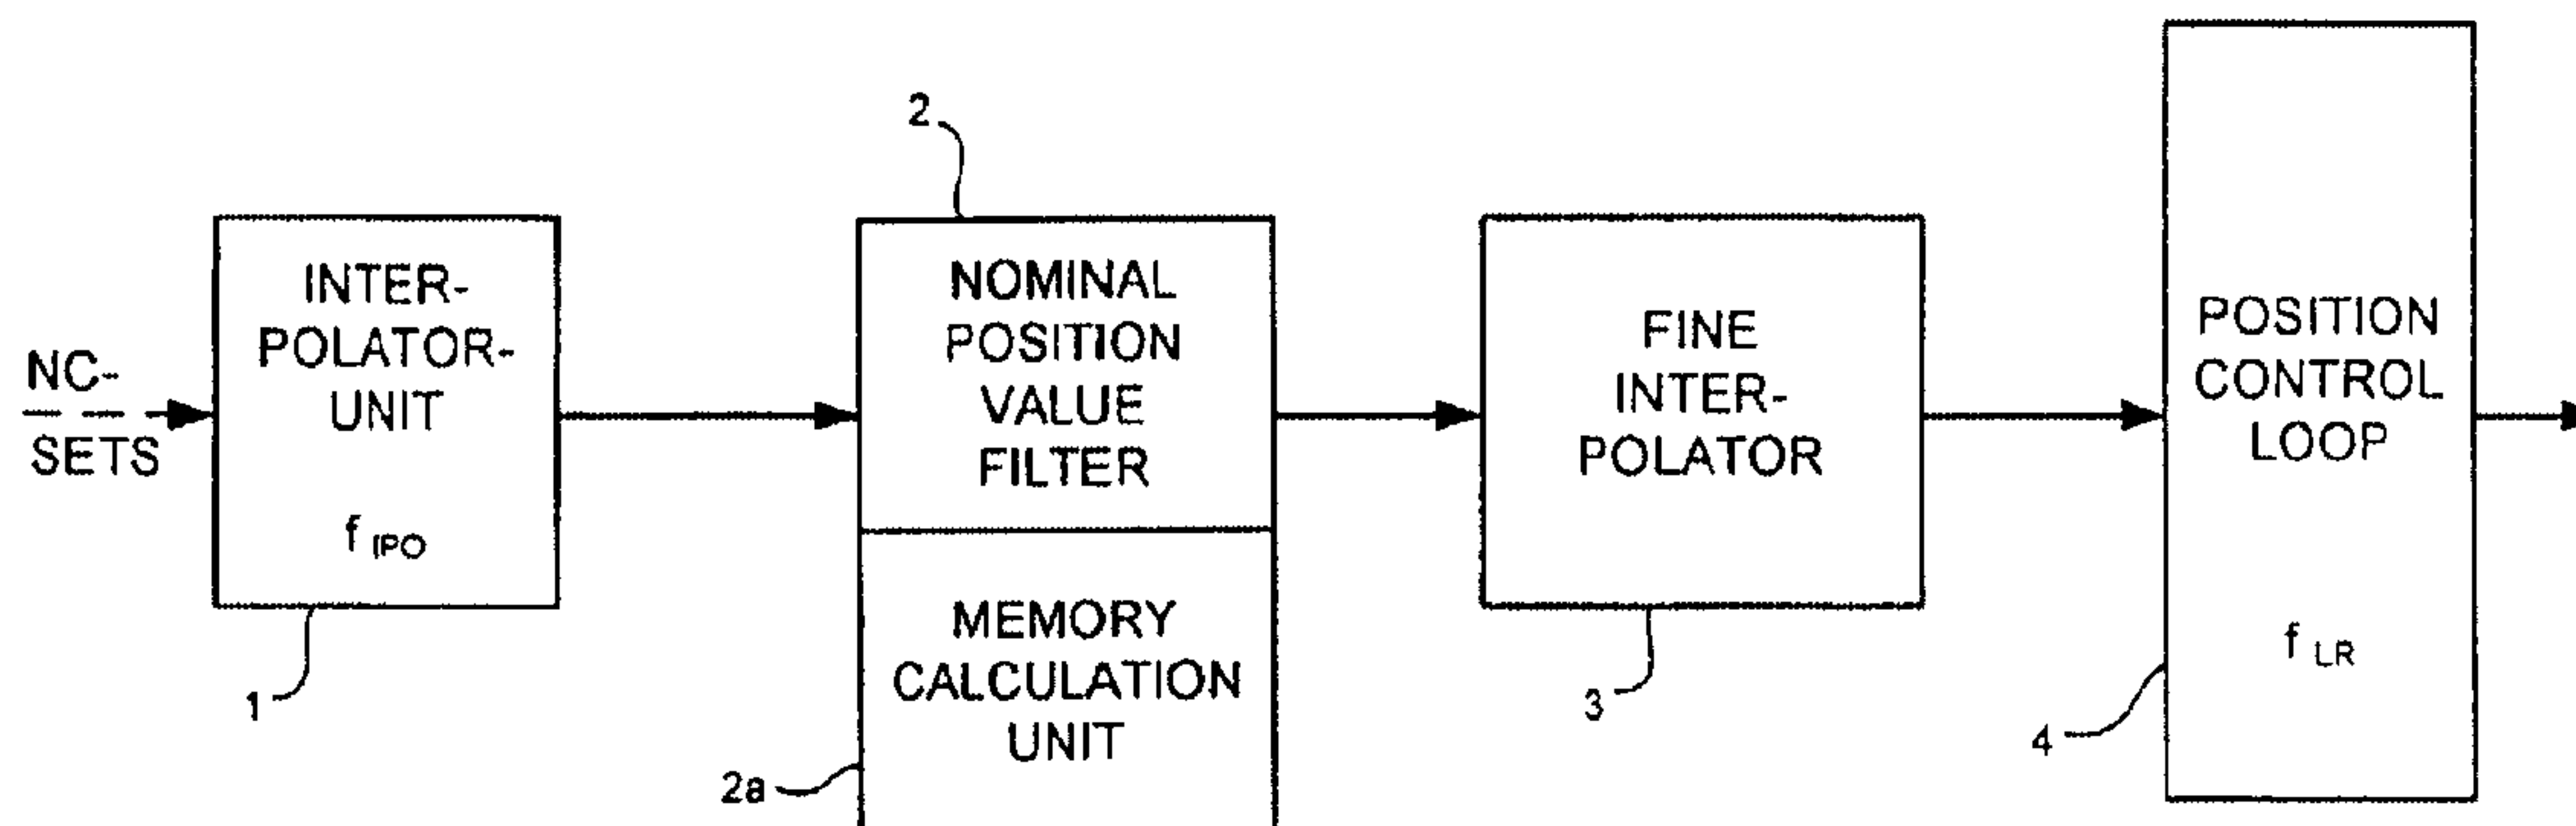 NC-
SETS
INTER-
POLATOR-
UNIT
f IPO
1
2
NOMINAL
POSITION
VALUE
FILTER
MEMORY
CALCULATION
UNIT
2a
FINE
INTER-
POLATOR
3
POSITION
CONTROL
LOOP
f LR
4